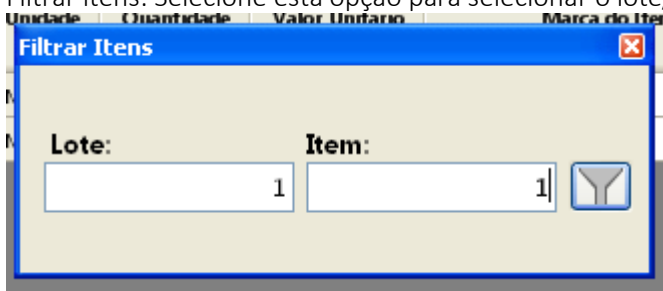 Filtrar Itens: Selecione esta opção para selecionar o lote,
Unidade Quantidade Valor Unitário Marca do Ite
Filtrar Itens
Lote: Item:
1 1